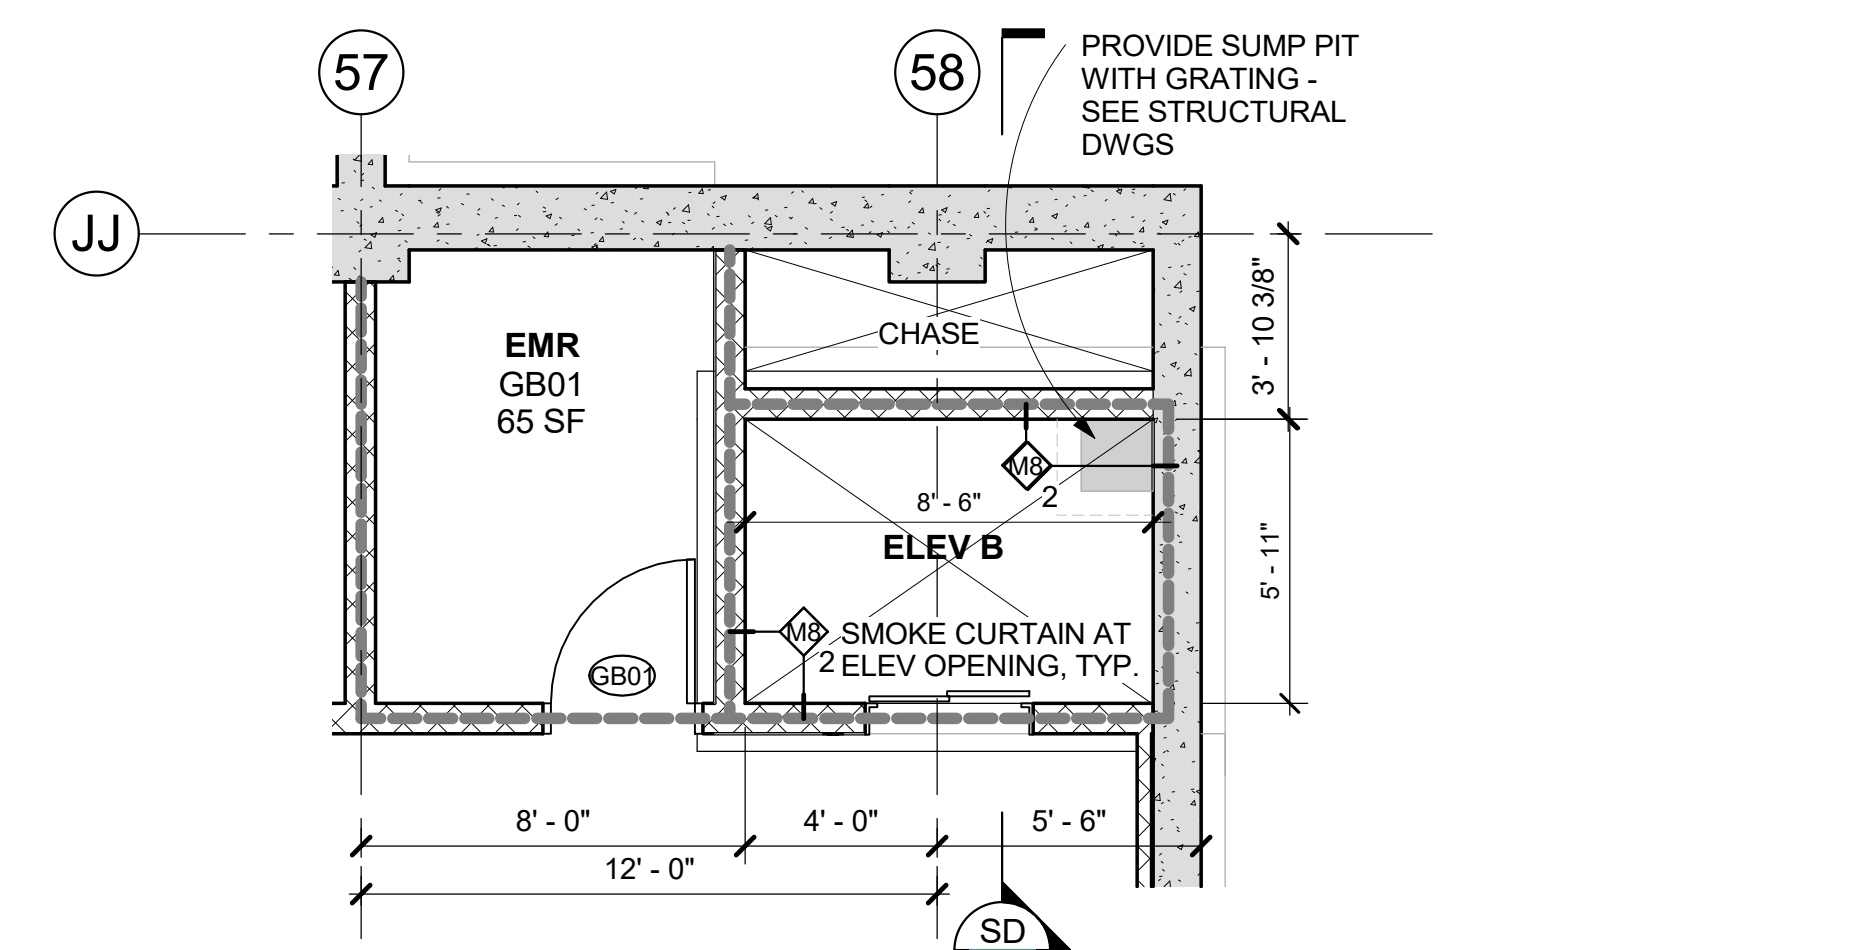 57
58
PROVIDE SUMP PIT
WITH GRATING -
SEE STRUCTURAL
DWGS
JJ
CHASE
3' - 10 3/8"
EMR
GB01
65 SF
M8
2
8' - 6"
ELEV B
5' - 11"
M8
2
SMOKE CURTAIN AT
ELEV OPENING, TYP.
GB01
8' - 0"
4' - 0"
5' - 6"
12' - 0"
SD